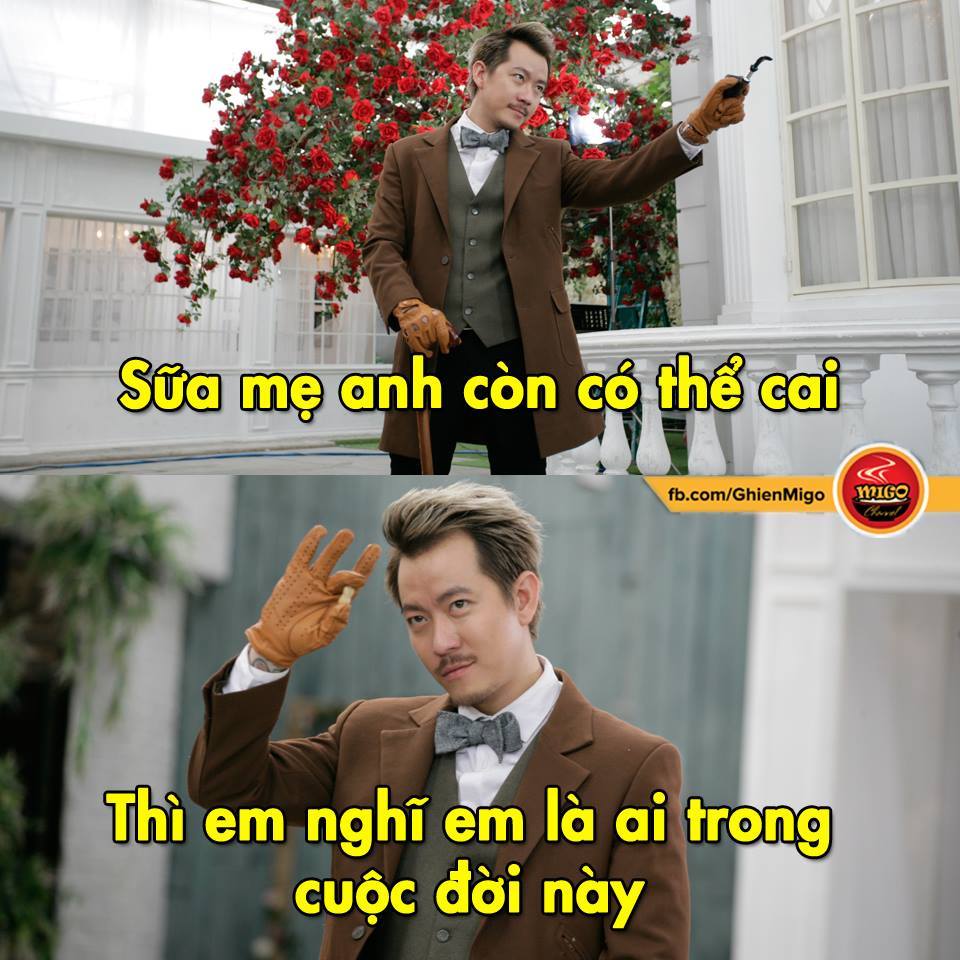 Sữa mẹ anh còn có thể cai
fb.com/GhienMigo
MIGO
Channel
Thì em nghĩ em là ai trong
cuộc đời này